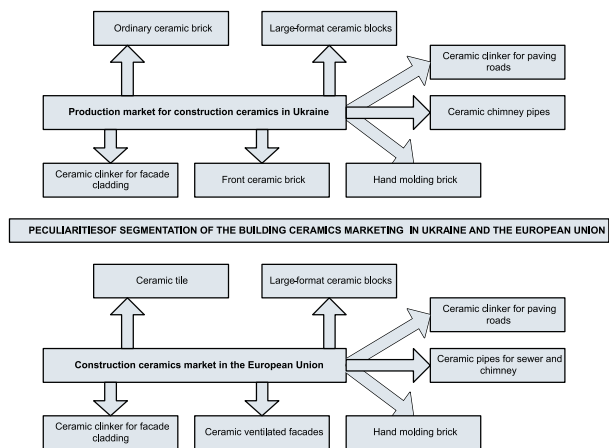 Ordinary ceramic brick
Large-format ceramic blocks
Ceramic clinker for paving
roads
Production market for construction ceramics in Ukraine
Ceramic chimney pipes
Ceramic clinker for facade
cladding
Front ceramic brick
Hand molding brick
PECULIARITIESOF SEGMENTATION OF THE BUILDING CERAMICS MARKETING IN UKRAINE AND THE EUROPEAN UNION
Ceramic tile
Large-format ceramic blocks
Ceramic clinker for paving
roads
Construction ceramics market in the European Union
Ceramic pipes for sewer and
chimney
Ceramic clinker for facade
cladding
Ceramic ventilated facades
Hand molding brick